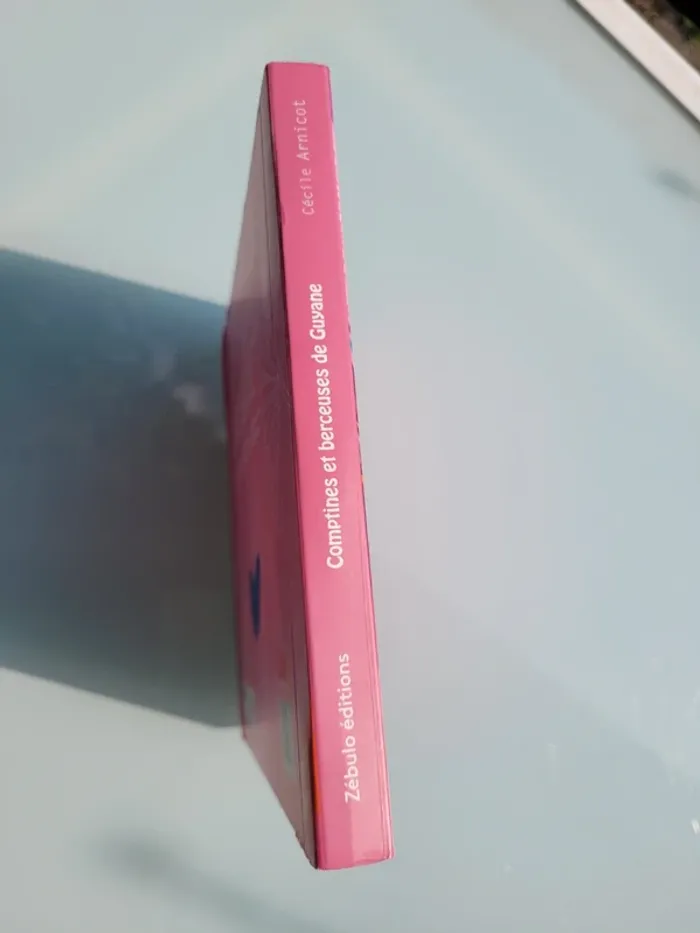 Cécile Arnicot
Comptines et berceuses de Guyane
Zébulo éditions